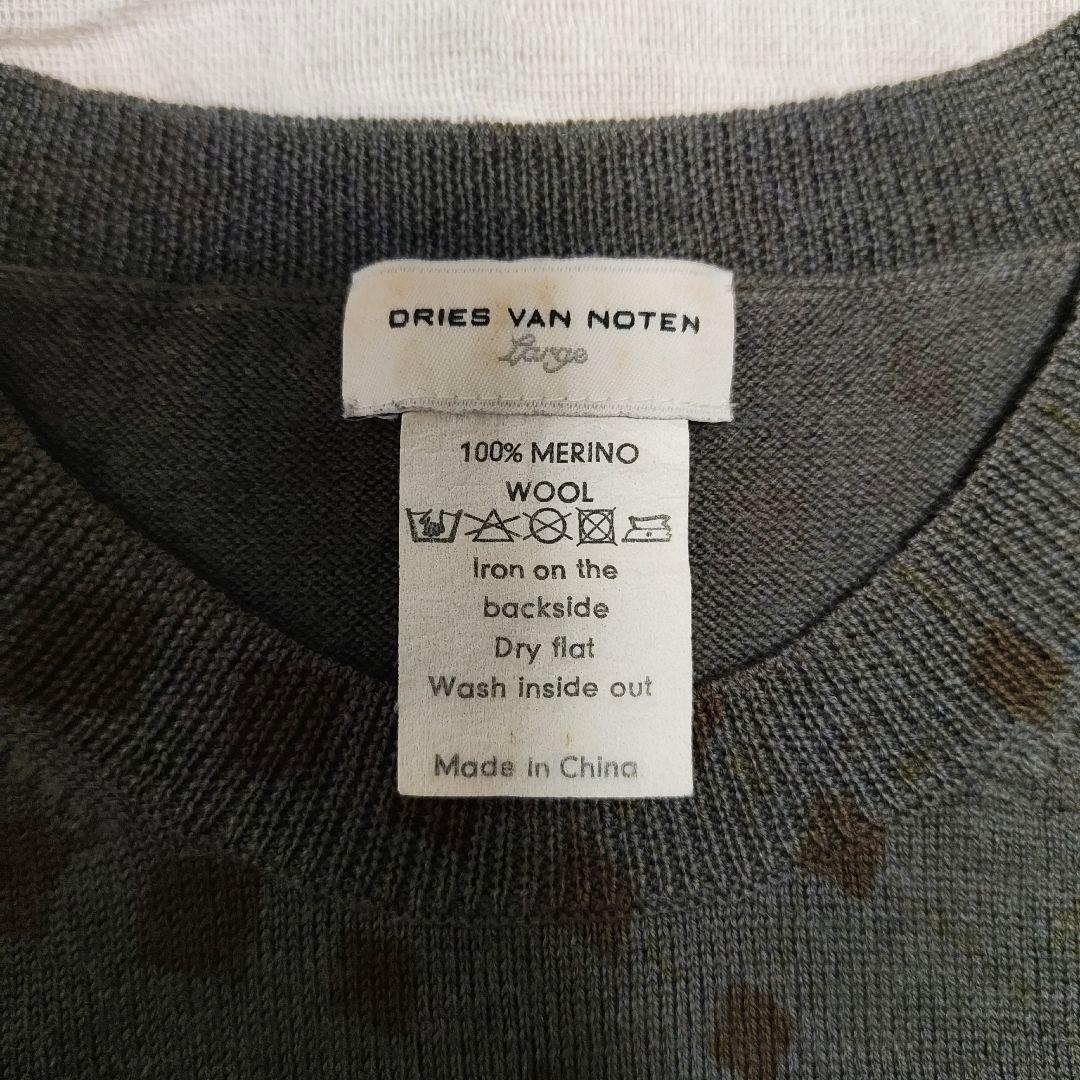 DRIES VAN NOTEN
Large
100% MERINO
WOOL
Iron on the
backside
Dry flat
Wash inside out
Made in China